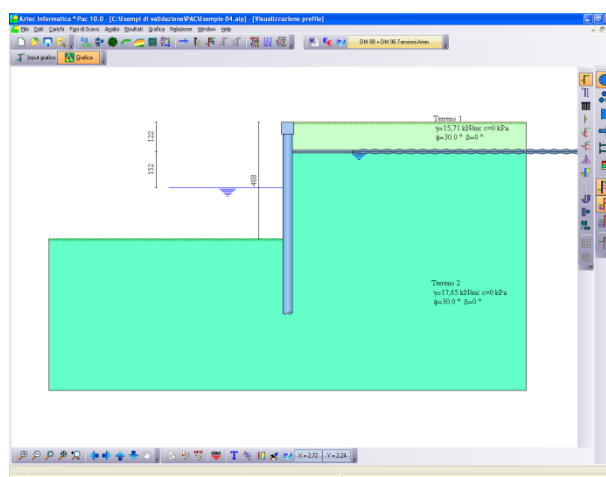 Aztec Informatica * Pac 10.0 - [C:\Esempi di validazione\PAC\Esempio 04.aip] - [Visualizzazione profilo]
File Dati Carichi Fasi di Scavo Analisi Risultati Grafica Relazione Window Help
DM 88 + DM 96 Tensioni Amm.
Input grafico Grafica
Terreno 1
γ=15,71 kN/mc c=0 kPa
ϕ=30.0 ° δ=0 °
122
152
488
Terreno 2
γ=17,65 kN/mc c=0 kPa
ϕ=30.0 ° δ=0 °
X=2,72 Y=2,24